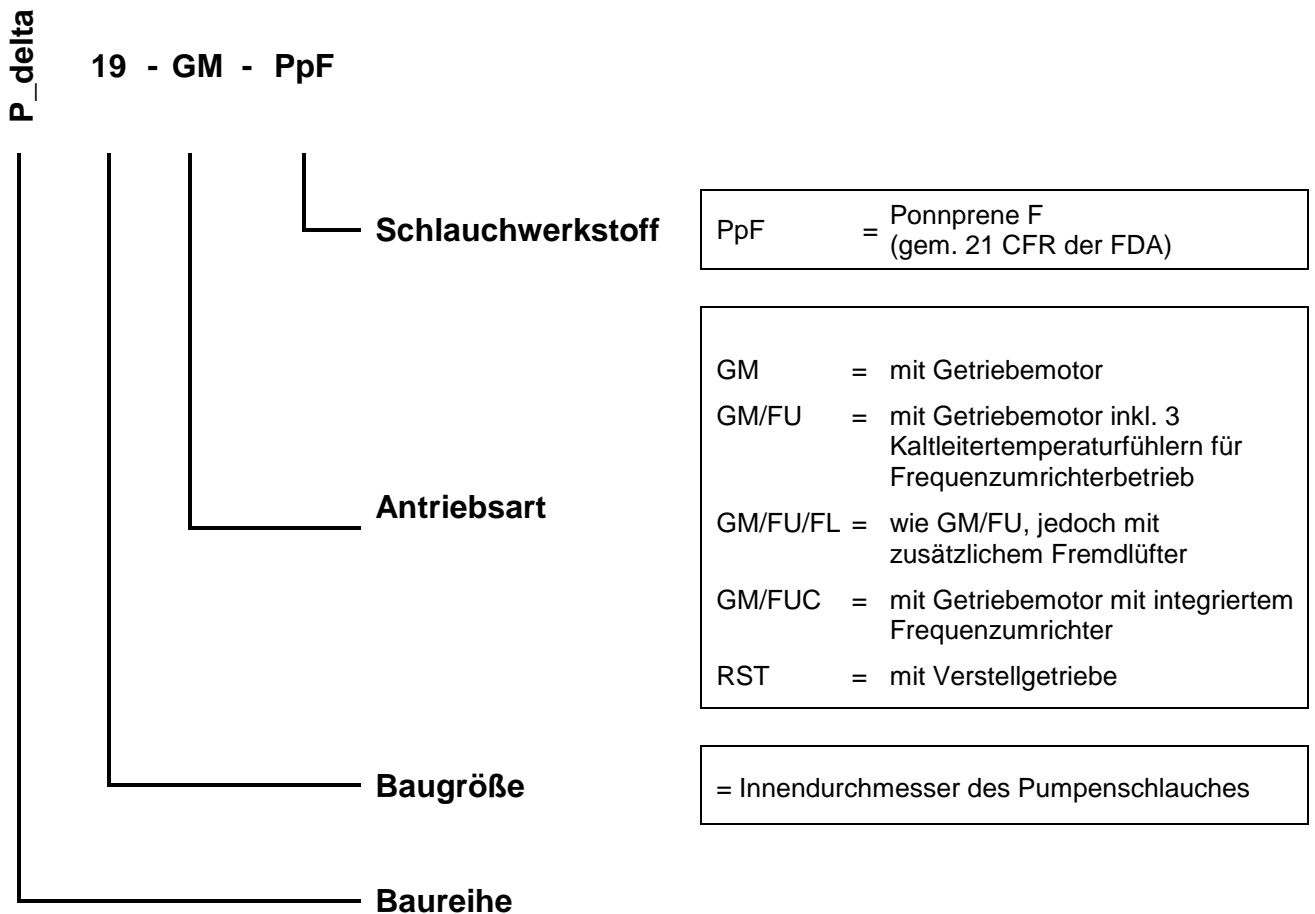 P_delta
19 - GM - PpF
Schlauchwerkstoff
PpF = Ponnprene F
(gem. 21 CFR der FDA)
Antriebsart
GM = mit Getriebemotor
GM/FU = mit Getriebemotor inkl. 3
Kaltleitertemperaturfühlern für
Frequenzumrichterbetrieb
GM/FU/FL = wie GM/FU, jedoch mit
zusätzlichem Fremdlüfter
GM/FUC = mit Getriebemotor mit integriertem
Frequenzumrichter
RST = mit Verstellgetriebe
Baugröße
= Innendurchmesser des Pumpenschlauches
Baureihe